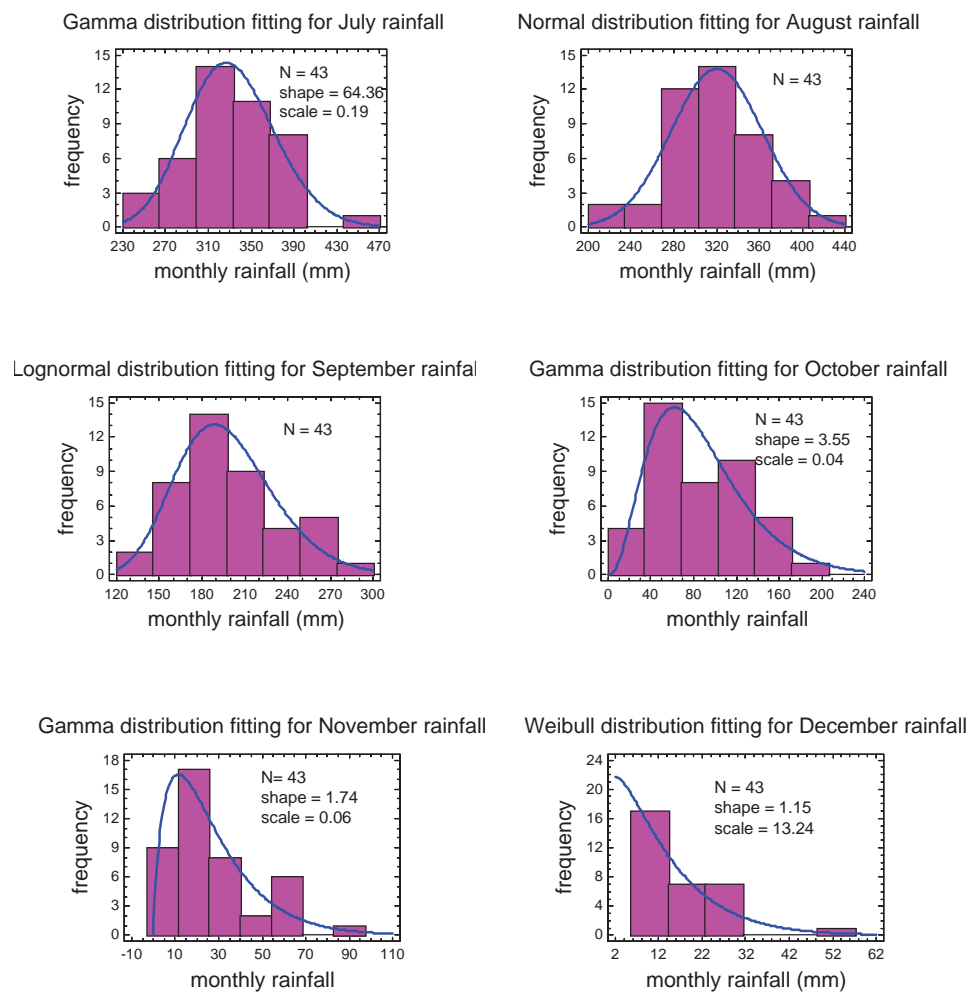 Gamma distribution fitting for July rainfall
15
12
9
6
3
0
frequency
N = 43
shape = 64.36
scale = 0.19
230 270 310 350 390 430 470
monthly rainfall (mm)
Normal distribution fitting for August rainfall
15
12
9
6
3
0
frequency
N = 43
200 240 280 320 360 400 440
monthly rainfall (mm)
Lognormal distribution fitting for September rainfal
15
12
9
6
3
0
frequency
N = 43
120 150 180 210 240 270 300
monthly rainfall (mm)
Gamma distribution fitting for October rainfall
15
12
9
6
3
0
frequency
N = 43
shape = 3.55
scale = 0.04
0 40 80 120 160 200 240
monthly rainfall
Gamma distribution fitting for November rainfall
18
15
12
9
6
3
0
frequency
N= 43
shape = 1.74
scale = 0.06
-10 10 30 50 70 90 110
monthly rainfall
Weibull distribution fitting for December rainfall
24
20
16
12
8
4
0
frequency
N = 43
shape = 1.15
scale = 13.24
2 12 22 32 42 52 62
monthly rainfall (mm)